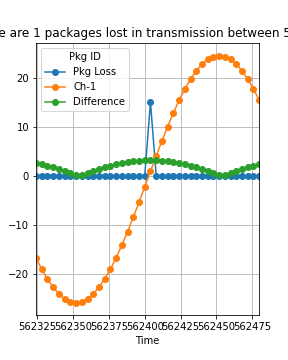 e are 1 packages lost in transmission between 5
Pkg ID
Pkg Loss
Ch-1
Difference
20
10
0
−10
−20
562325 562350 562375 562400 562425 562450 562475
Time